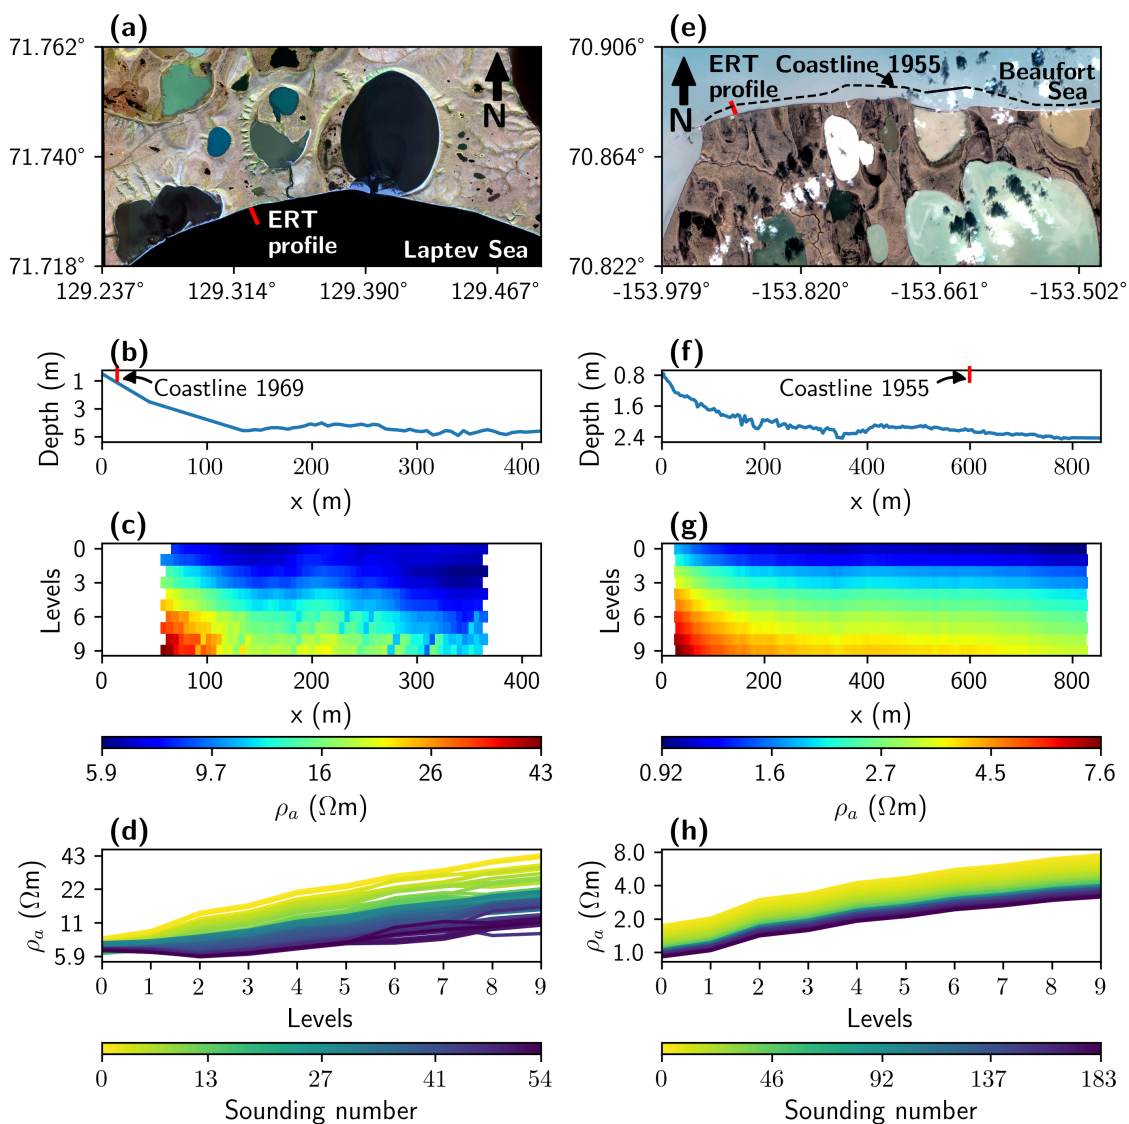 (a)
71.762°
71.740°
71.718°
N
ERT
profile
Laptev Sea
129.237° 129.314° 129.390° 129.467°
(e)
70.906°
70.864°
70.822°
ERT
profile
N
Coastline 1955
Beaufort
Sea
-153.979° -153.820° -153.661° -153.502°
(b)
Depth (m)
1
3
5
Coastline 1969
0 100 200 300 400
x (m)
(f)
Depth (m)
0.8
1.6
2.4
Coastline 1955
0 200 400 600 800
x (m)
(c)
Levels
0
3
6
9
0 100 200 300 400
x (m)
5.9 9.7 16 26 43
ρa (Ωm)
(g)
Levels
0
3
6
9
0 200 400 600 800
x (m)
0.92 1.6 2.7 4.5 7.6
ρa (Ωm)
(d)
ρa (Ωm)
43
22
11
5.9
0 1 2 3 4 5 6 7 8 9
Levels
0 13 27 41 54
Sounding number
(h)
ρa (Ωm)
8.0
4.0
2.0
1.0
0 1 2 3 4 5 6 7 8 9
Levels
0 46 92 137 183
Sounding number